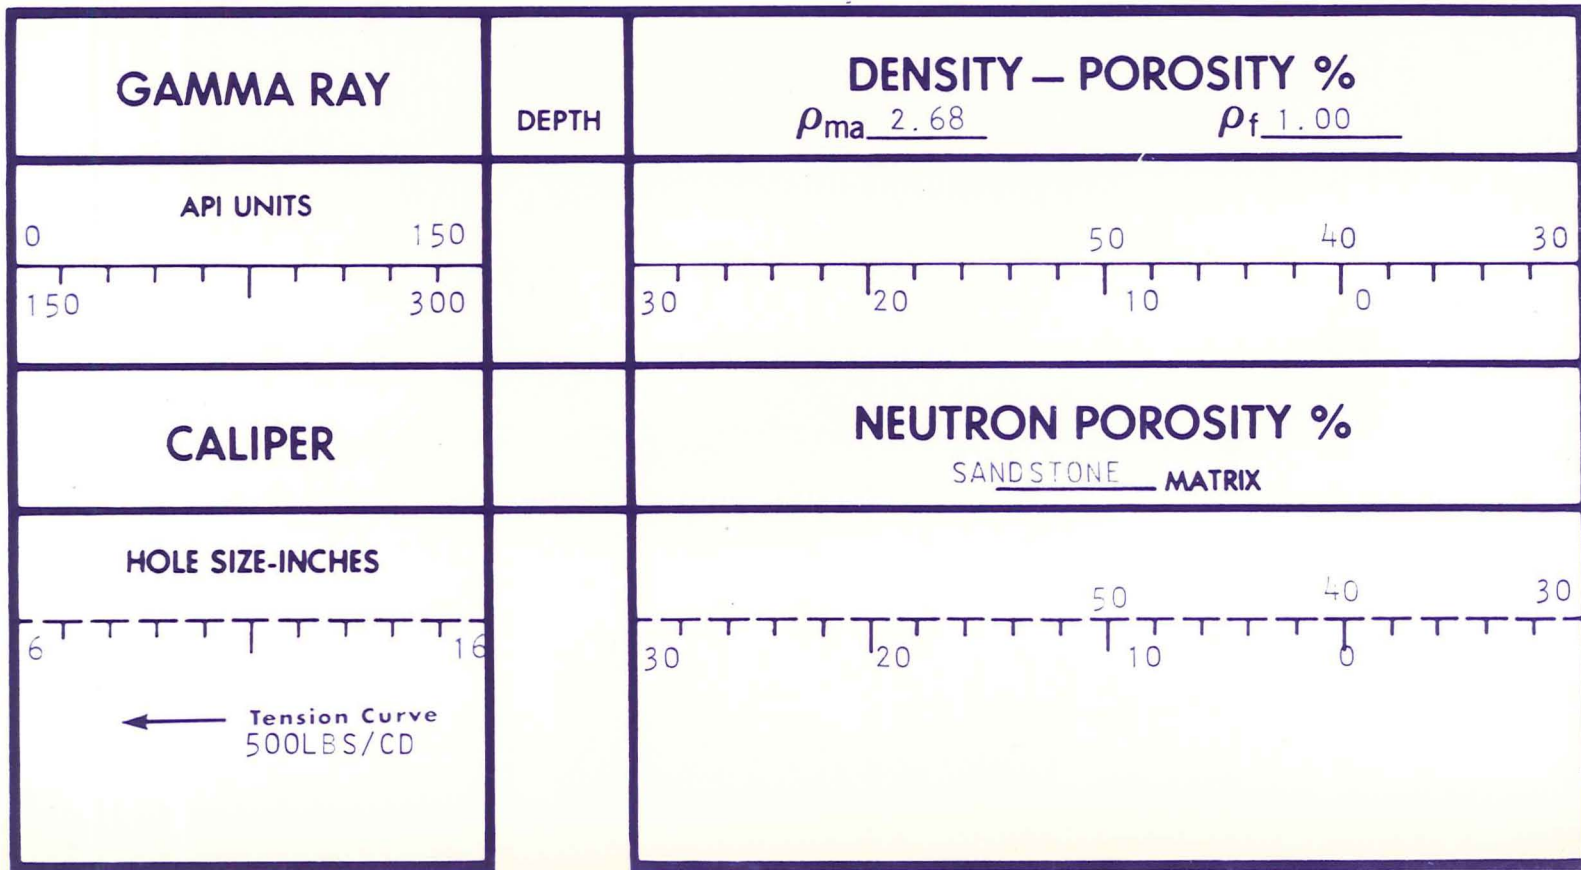 GAMMA RAY
DEPTH
DENSITY — POROSITY %
ρma 2.68 ρf 1.00
API UNITS
0 150
150 300
50 40 30
30 20 10 0
CALIPER
NEUTRON POROSITY %
SANDSTONE MATRIX
HOLE SIZE-INCHES
6 16
50 40 30
30 20 10 0
Tension Curve
500LBS/CD